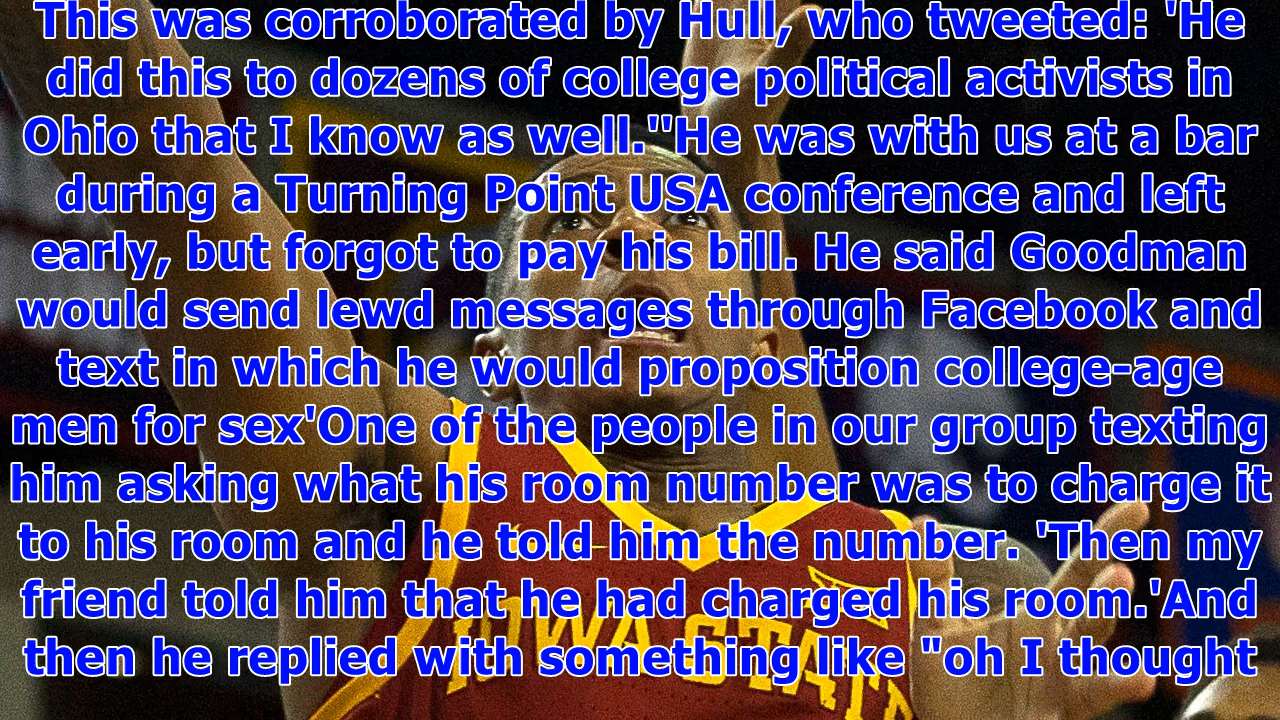 This was corroborated by Hull, who tweeted: 'He
did this to dozens of college political activists in
Ohio that I know as well.''He was with us at a bar
during a Turning Point USA conference and left
early, but forgot to pay his bill. He said Goodman
would send lewd messages through Facebook and
text in which he would proposition college-age
men for sex'One of the people in our group texting
him asking what his room number was to charge it
to his room and he told him the number. 'Then my
friend told him that he had charged his room.'And
then he replied with something like "oh I thought
IOWA STATE